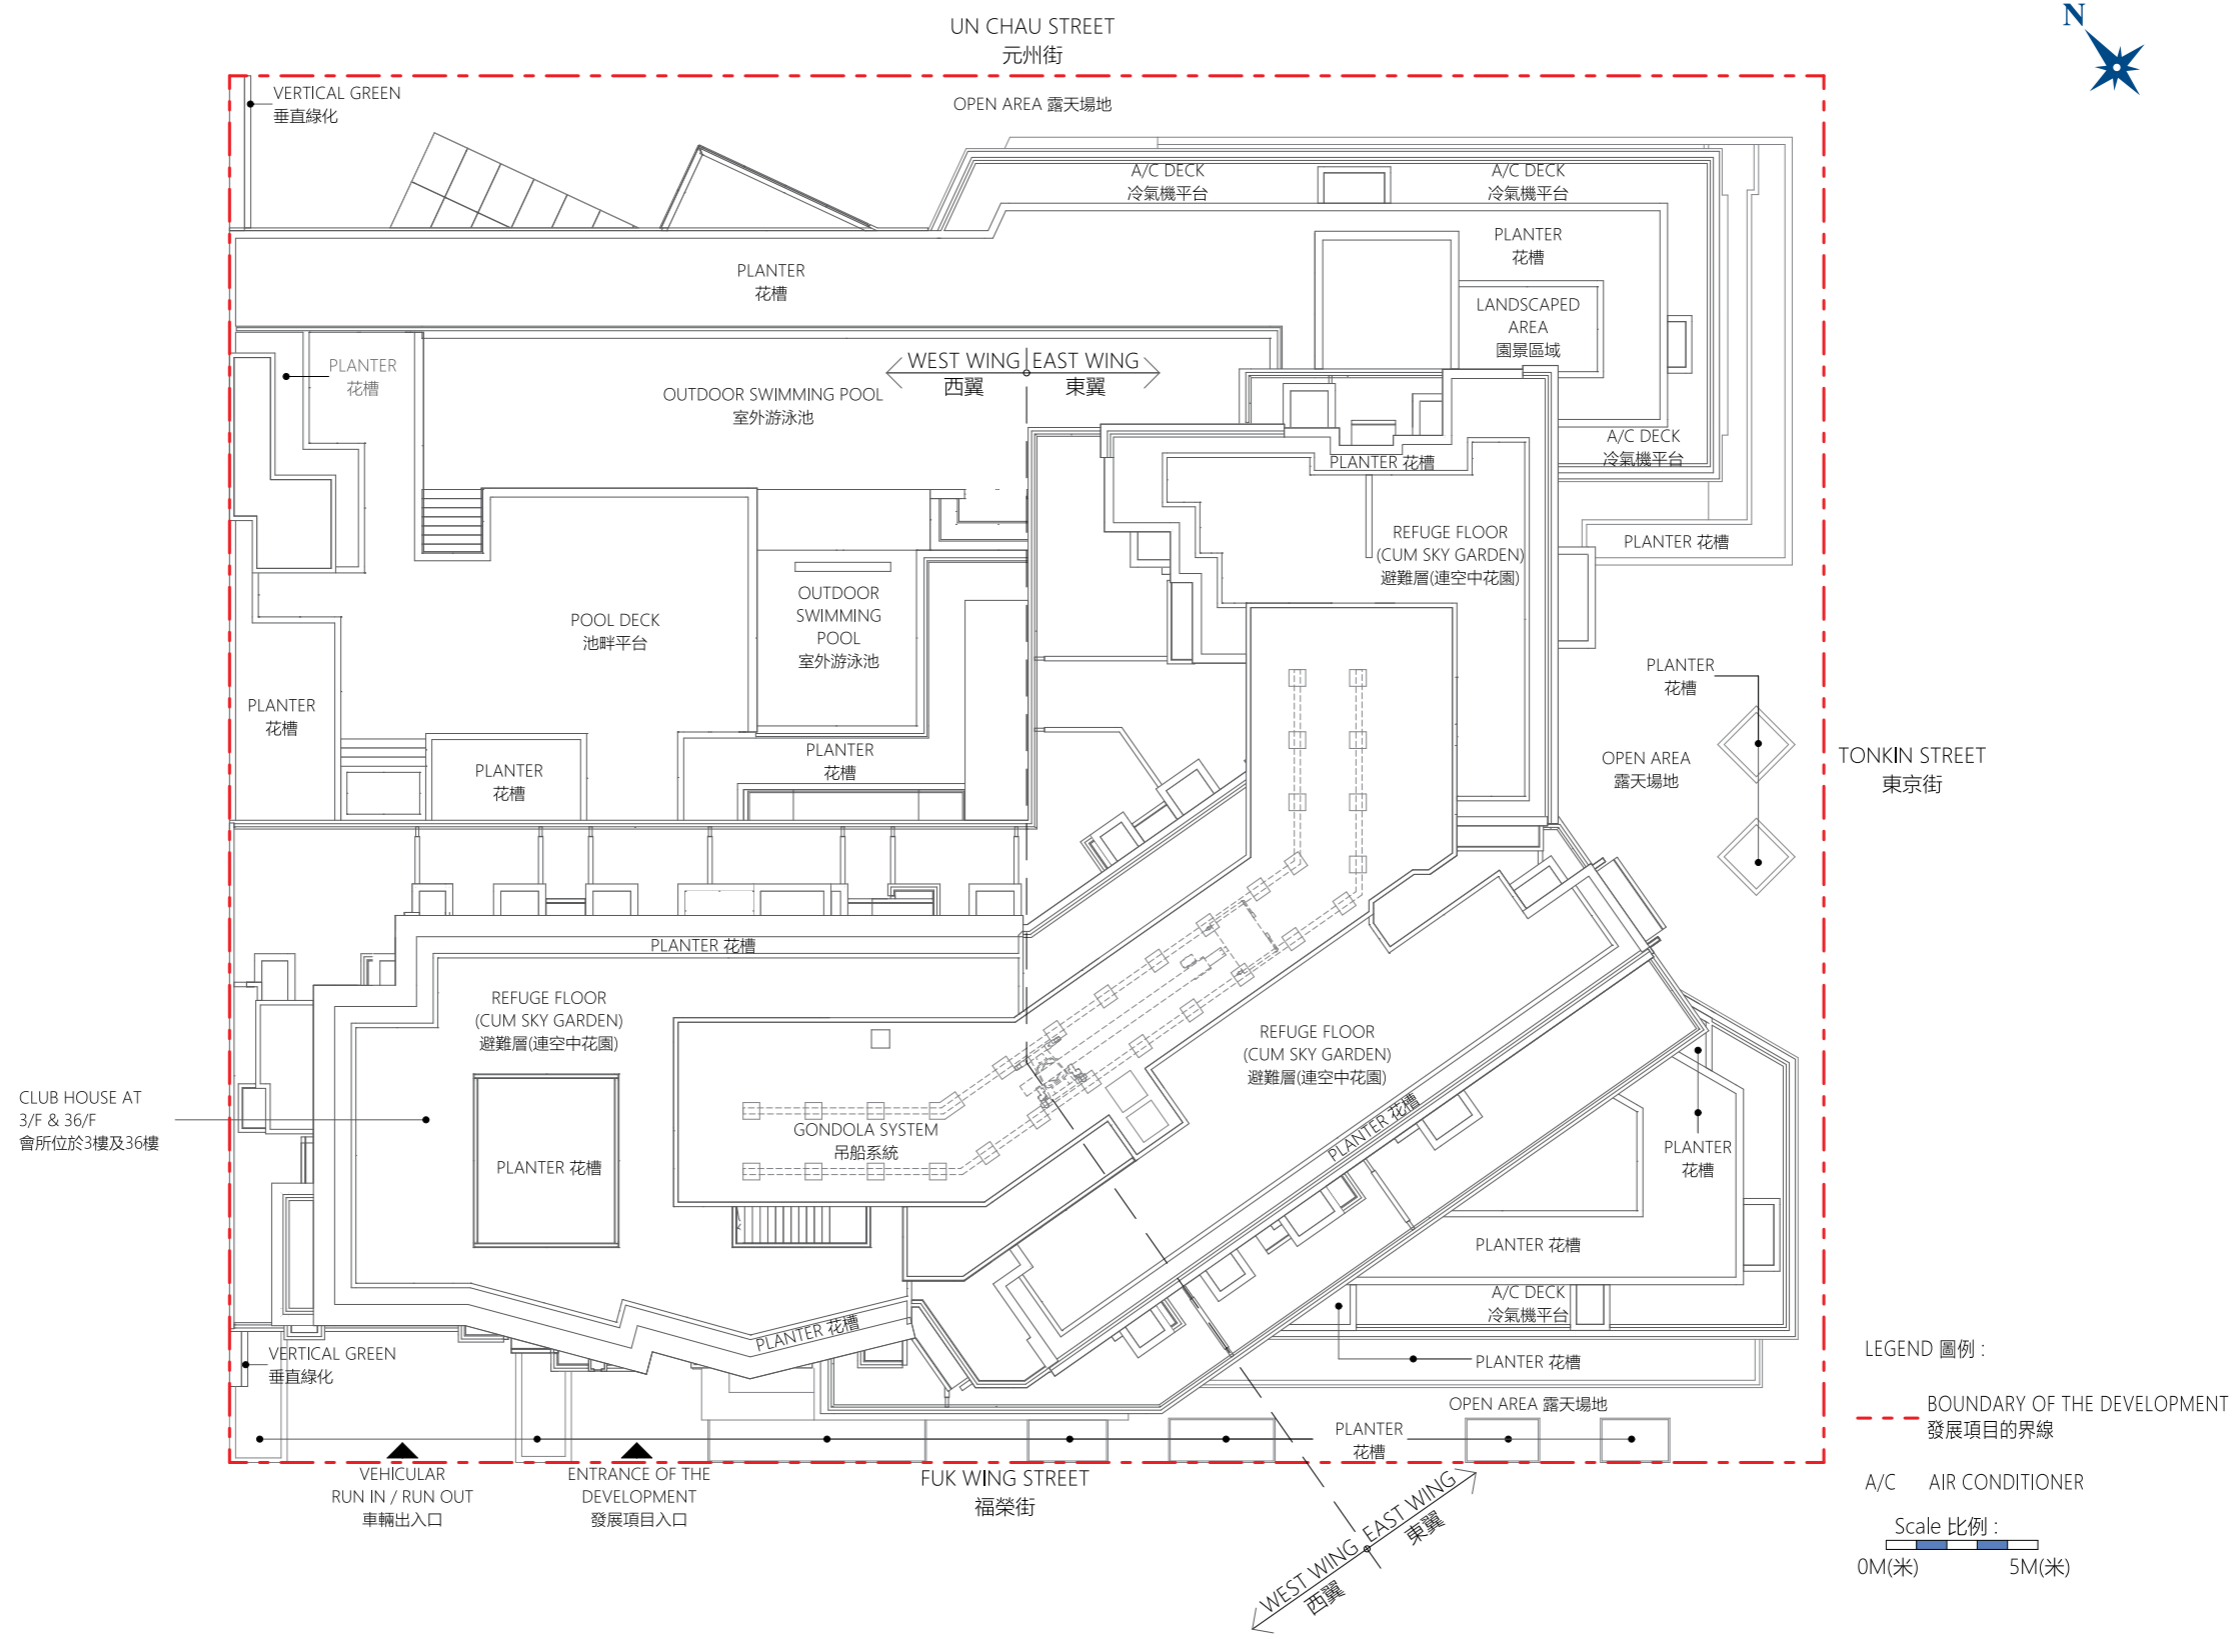 N
UN CHAU STREET
元州街
VERTICAL GREEN
垂直綠化
OPEN AREA 露天場地
A/C DECK
冷氣機平台
A/C DECK
冷氣機平台
PLANTER
花槽
PLANTER
花槽
LANDSCAPED
AREA
園景區域
PLANTER
花槽
WEST WING
西翼
EAST WING
東翼
OUTDOOR SWIMMING POOL
室外游泳池
A/C DECK
冷氣機平台
PLANTER 花槽
REFUGE FLOOR
(CUM SKY GARDEN)
避難層(連空中花園)
PLANTER 花槽
OUTDOOR
SWIMMING
POOL
室外游泳池
POOL DECK
池畔平台
PLANTER
花槽
PLANTER
花槽
PLANTER
花槽
PLANTER
花槽
OPEN AREA
露天場地
TONKIN STREET
東京街
PLANTER 花槽
REFUGE FLOOR
(CUM SKY GARDEN)
避難層(連空中花園)
REFUGE FLOOR
(CUM SKY GARDEN)
避難層(連空中花園)
CLUB HOUSE AT
3/F & 36/F
會所位於3樓及36樓
GONDOLA SYSTEM
吊船系統
PLANTER 花槽
PLANTER 花槽
PLANTER
花槽
PLANTER 花槽
A/C DECK
冷氣機平台
PLANTER 花槽
PLANTER 花槽
VERTICAL GREEN
垂直綠化
OPEN AREA 露天場地
PLANTER
花槽
VEHICULAR
RUN IN / RUN OUT
車輛出入口
ENTRANCE OF THE
DEVELOPMENT
發展項目入口
FUK WING STREET
福榮街
WEST WING
西翼
EAST WING
東翼
LEGEND 圖例 :
BOUNDARY OF THE DEVELOPMENT
發展項目的界線
A/C AIR CONDITIONER
Scale 比例 :
0M(米) 5M(米)